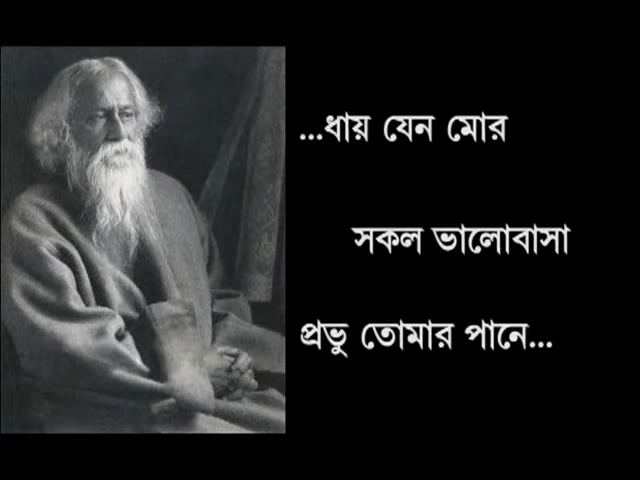 ...ধায় যেন মোর
সকল ভালোবাসা
প্রভু তোমার পানে...